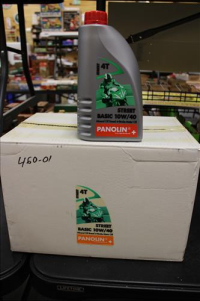 4T
STREET
BASIC 10W/40
PANOLIN
460-01
4T
STREET
BASIC 10W/40
PANOLIN